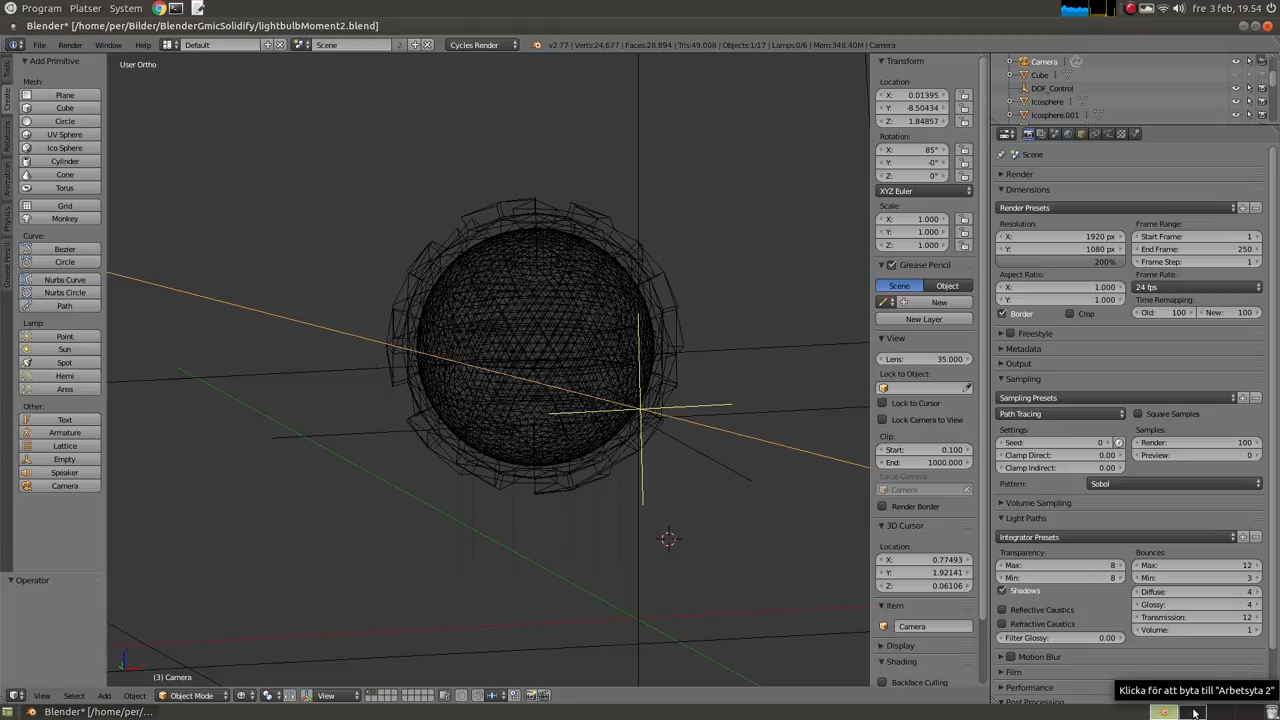 Program Platser System fre 3 feb, 19.54
Blender* [/home/per/Bilder/BlenderGmicSolidify/lightbulbMoment2.blend]
File Render Window Help Default Scene 2 Cycles Render v2.77 | Verts:24,677 | Faces:28,894 | Tris:49,008 | Objects:1/17 | Lamps:0/6 | Mem:348.40M | Camera
Tools
Create
Relations
Animation
Physics
Grease Pencil
Add Primitive
Mesh:
Plane
Cube
Circle
UV Sphere
Ico Sphere
Cylinder
Cone
Torus
Grid
Monkey
Curve:
Bezier
Circle
Nurbs Curve
Nurbs Circle
Path
Lamp:
Point
Sun
Spot
Hemi
Area
Other:
Text
Armature
Lattice
Empty
Speaker
Camera
Operator
User Ortho
(3) Camera
View Select Add Object Object Mode View
Transform
Location:
X: 0.01395
Y: -8.50434
Z: 1.84857
Rotation:
X: 85°
Y: -0°
Z: 0°
XYZ Euler
Scale:
X: 1.000
Y: 1.000
Z: 1.000
Grease Pencil
Scene Object
New
New Layer
View
Lens: 35.000
Lock to Object:
Lock to Cursor
Lock Camera to View
Clip:
Start: 0.100
End: 1000.000
Local Camera:
Camera
Render Border
3D Cursor
Location:
X: 0.77493
Y: 1.92141
Z: 0.06106
Item
Camera
Display
Shading
Backface Culling
Camera
Cube
DOF_Control
Icosphere
Icosphere.001
Scene
Render
Dimensions
Render Presets
Resolution: Frame Range:
X: 1920 px Start Frame: 1
Y: 1080 px End Frame: 250
200% Frame Step: 1
Aspect Ratio: Frame Rate:
X: 1.000 24 fps
Y: 1.000 Time Remapping:
Border Crop Old: 100 New: 100
Freestyle
Metadata
Output
Sampling
Sampling Presets
Path Tracing Square Samples
Settings: Samples:
Seed: 0 Render: 100
Clamp Direct: 0.00 Preview: 0
Clamp Indirect: 0.00
Pattern: Sobol
Volume Sampling
Light Paths
Integrator Presets
Transparency: Bounces:
Max: 8 Max: 12
Min: 8 Min: 3
Shadows Diffuse: 4
Glossy: 4
Reflective Caustics Transmission: 12
Refractive Caustics Volume: 1
Filter Glossy: 0.00
Motion Blur
Film
Performance
Post Processing
Klicka för att byta till "Arbetsyta 2"
Blender* [/home/per/...